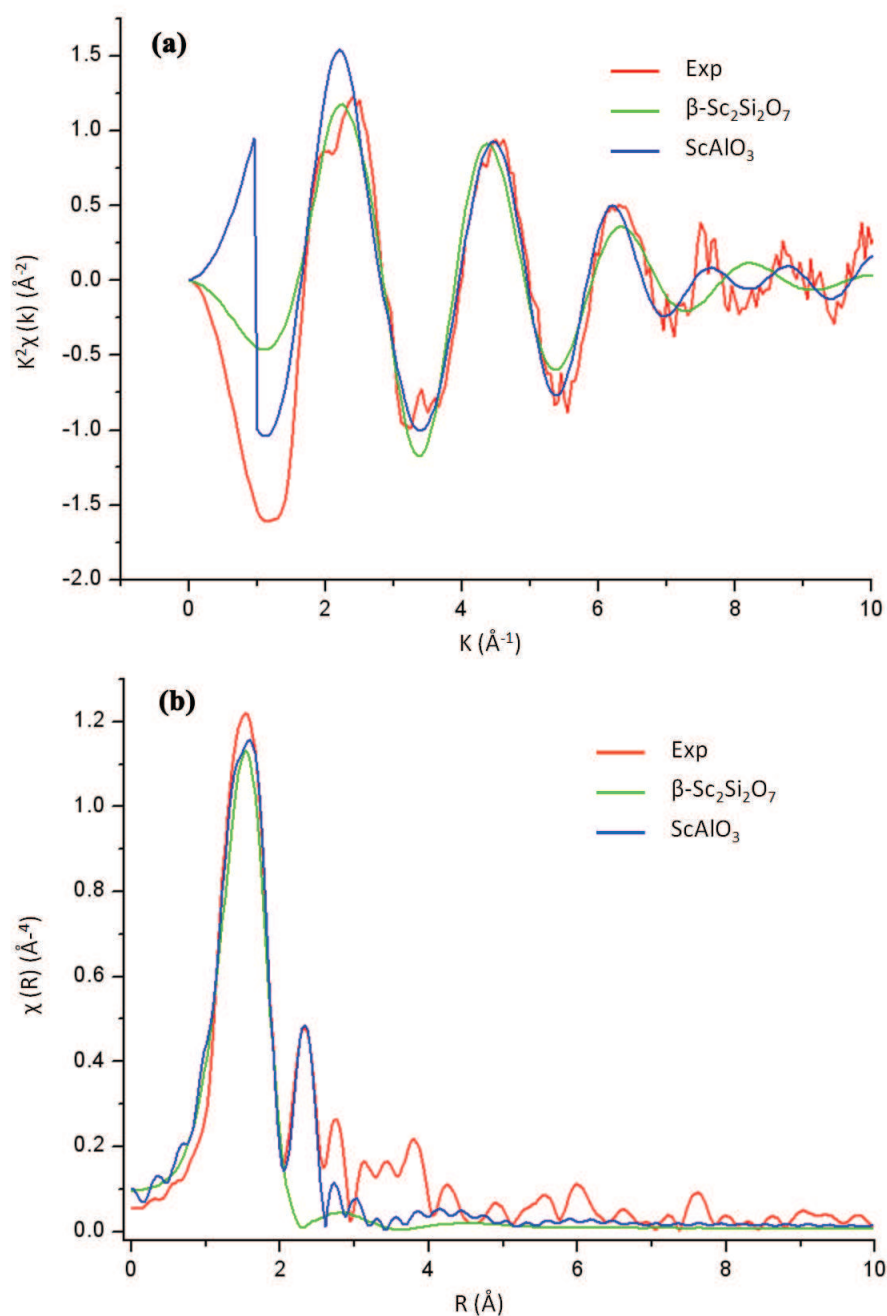 (a)
Exp
β-Sc₂Si₂O₇
ScAlO₃
1.5
1.0
0.5
0.0
-0.5
-1.0
-1.5
-2.0
K²χ(k) (Å⁻²)
0 2 4 6 8 10
K (Å⁻¹)
(b)
Exp
β-Sc₂Si₂O₇
ScAlO₃
1.2
1.0
0.8
0.6
0.4
0.2
0.0
χ (R) (Å-⁴)
0 2 4 6 8 10
R (Å)